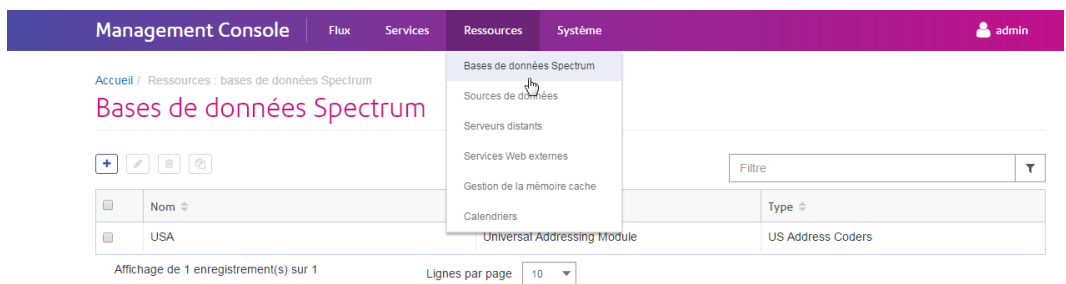 Management Console Flux Services Ressources Système admin
Bases de données Spectrum
Accueil / Ressources : bases de données Spectrum
Sources de données
Bases de données Spectrum
Serveurs distants
Services Web externes
Filtre
Gestion de la mémoire cache
Nom Type
Calendriers
USA Universal Addressing Module US Address Coders
Affichage de 1 enregistrement(s) sur 1 Lignes par page 10